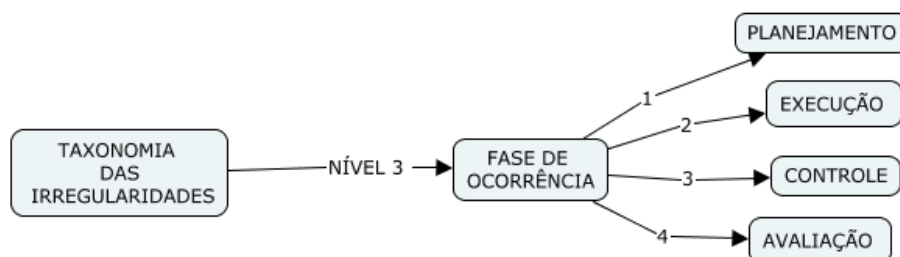 TAXONOMIA
DAS
IRREGULARIDADES
NÍVEL 3
FASE DE
OCORRÊNCIA
1
PLANEJAMENTO
2
EXECUÇÃO
3
CONTROLE
4
AVALIAÇÃO